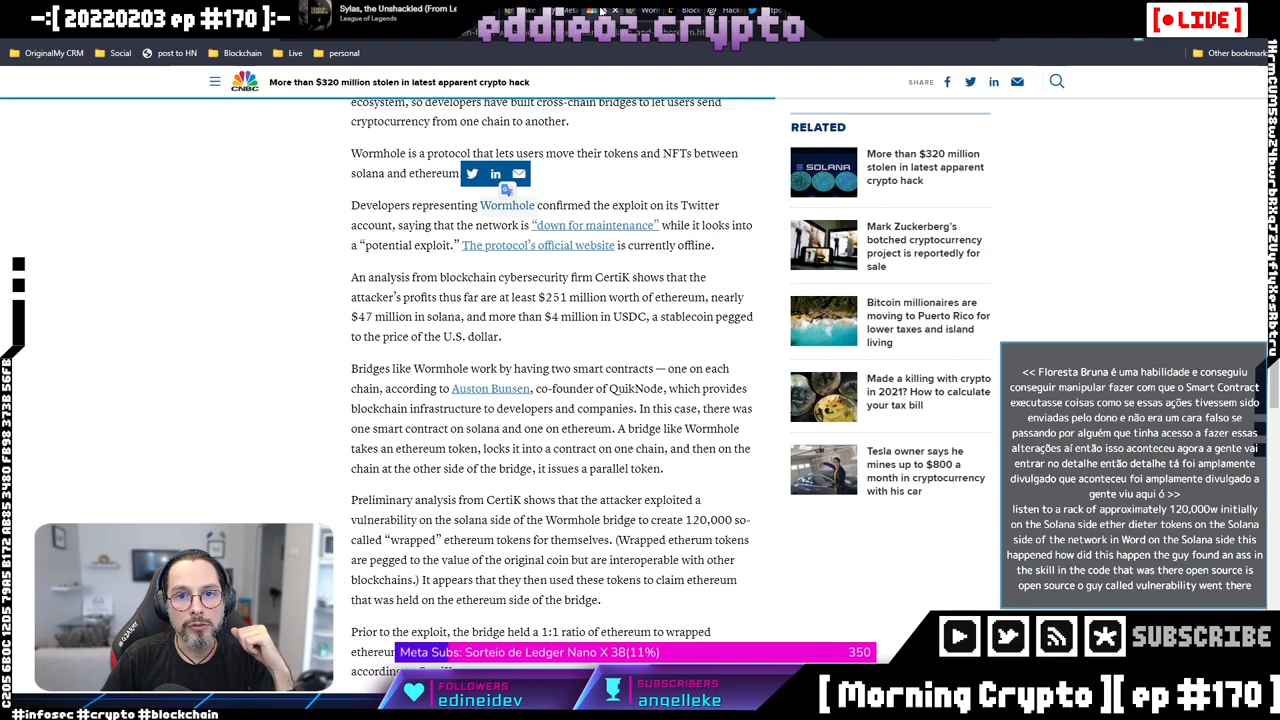 -:[ 20220203 ep #170 ]:-
Sylas, the Unshackled (From Le
League of Legends
eddieoz.crypto
[● LIVE ]
OriginalMy CRM
Social
post to HN
Blockchain
Live
personal
Other bookmark
CNBC
More than $320 million stolen in latest apparent crypto hack
SHARE
ecosystem, so developers have built cross-chain bridges to let users send
cryptocurrency from one chain to another.
Wormhole is a protocol that lets users move their tokens and NFTs between
solana and ethereum.
Developers representing Wormhole confirmed the exploit on its Twitter
account, saying that the network is “down for maintenance” while it looks into
a “potential exploit.” The protocol’s official website is currently offline.
An analysis from blockchain cybersecurity firm CertiK shows that the
attacker’s profits thus far are at least $251 million worth of ethereum, nearly
$47 million in solana, and more than $4 million in USDC, a stablecoin pegged
to the price of the U.S. dollar.
Bridges like Wormhole work by having two smart contracts — one on each
chain, according to Auston Bunsen, co-founder of QuikNode, which provides
blockchain infrastructure to developers and companies. In this case, there was
one smart contract on solana and one on ethereum. A bridge like Wormhole
takes an ethereum token, locks it into a contract on one chain, and then on the
chain at the other side of the bridge, it issues a parallel token.
Preliminary analysis from CertiK shows that the attacker exploited a
vulnerability on the solana side of the Wormhole bridge to create 120,000 so-
called “wrapped” ethereum tokens for themselves. (Wrapped etherum tokens
are pegged to the value of the original coin but are interoperable with other
blockchains.) It appears that they then used these tokens to claim ethereum
that was held on the ethereum side of the bridge.
Prior to the exploit, the bridge held a 1:1 ratio of ethereum to wrapped
RELATED
SOLANA
More than $320 million
stolen in latest apparent
crypto hack
Mark Zuckerberg’s
botched cryptocurrency
project is reportedly for
sale
Bitcoin millionaires are
moving to Puerto Rico for
lower taxes and island
living
Made a killing with crypto
in 2021? How to calculate
your tax bill
Tesla owner says he
mines up to $800 a
month in cryptocurrency
with his car
<< Floresta Bruna é uma habilidade e conseguiu
conseguir manipular fazer com que o Smart Contract
executasse coisas como se essas ações tivessem sido
enviadas pelo dono e não era um cara falso se
passando por alguém que tinha acesso a fazer essas
alterações aí então isso aconteceu agora a gente vai
entrar no detalhe então detalhe tá foi amplamente
divulgado que aconteceu foi amplamente divulgado a
gente viu aqui ó >>
listen to a rack of approximately 120,000w initially
on the Solana side ether dieter tokens on the Solana
side of the network in Word on the Solana side this
happened how did this happen the guy found an ass in
the skill in the code that was there open source is
open source o guy called vulnerability went there
Meta Subs: Sorteio de Ledger Nano X 38(11%)
350
FOLLOWERS
edineidev
SUBSCRIBERS
angelleke
SUBSCRIBE
[ Morning Crypto ][ ep #170 ]
#infosec #crypto #blockchain